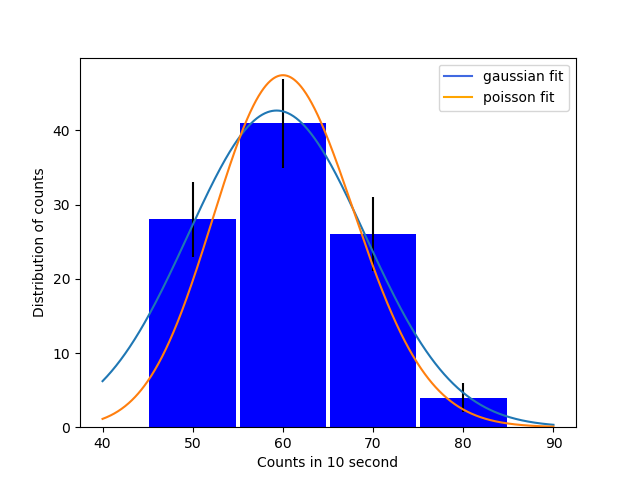 gaussian fit
poisson fit
Distribution of counts
40
30
20
10
0
40 50 60 70 80 90
Counts in 10 second